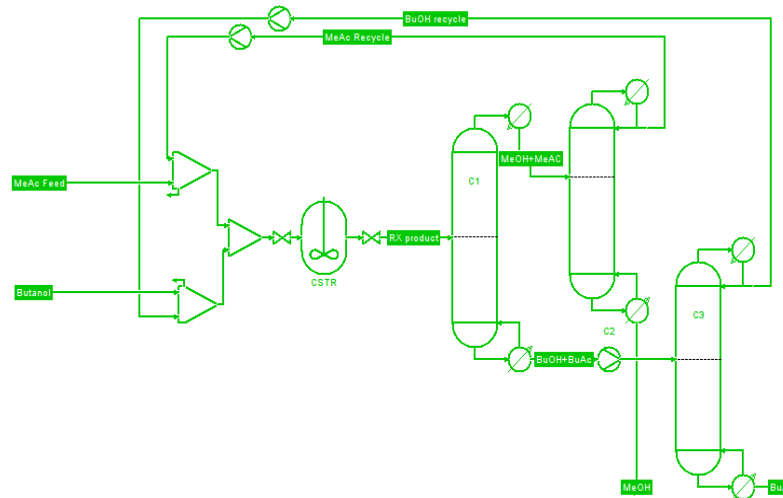 BuOH recycle
MeAc Recycle
MeOH+MeAC
C1
MeAc Feed
RX product
CSTR
Butanol
C2
C3
BuOH+BuAc
MeOH